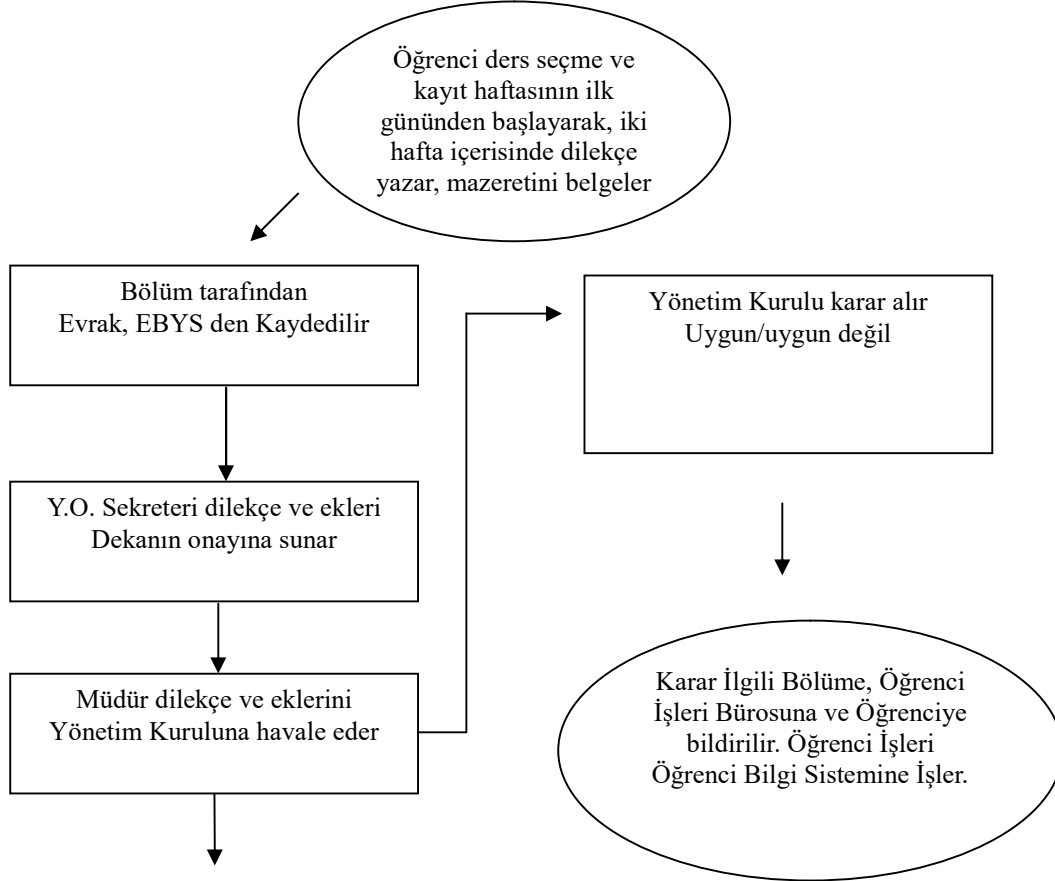 Öğrenci ders seçme ve
kayıt haftasının ilk
gününden başlayarak, iki
hafta içerisinde dilekçe
yazar, mazeretini belgeler
Bölüm tarafından
Evrak, EBYS den Kaydedilir
Y.O. Sekreteri dilekçe ve ekleri
Dekanın onayına sunar
Müdür dilekçe ve eklerini
Yönetim Kuruluna havale eder
Yönetim Kurulu karar alır
Uygun/uygun değil
Karar İlgili Bölüme, Öğrenci
İşleri Bürosuna ve Öğrenciye
bildirilir. Öğrenci İşleri
Öğrenci Bilgi Sistemine İşler.